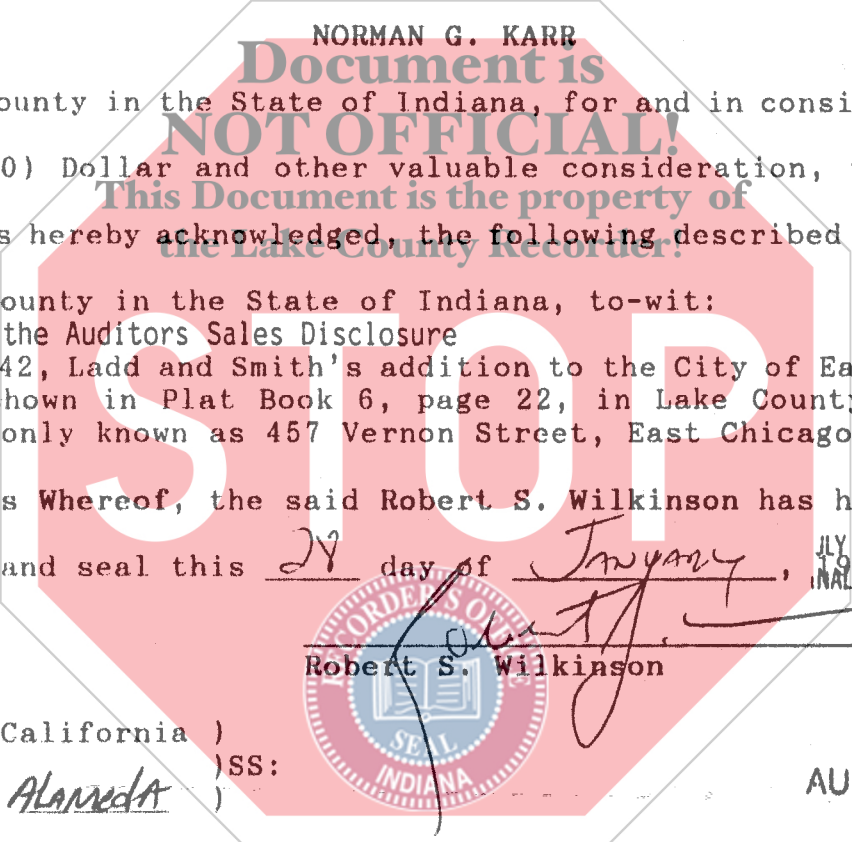 NORMAN G. KARR
Document is
ounty in the State of Indiana, for and in consi
NOT OFFICIAL!
0) Dollar and other valuable consideration,
This Document is the property of
s hereby acknowledged, the following described
the Lake County Recorder!
ounty in the State of Indiana, to-wit:
the Auditors Sales Disclosure
42, Ladd and Smith's addition to the City of Ea
hown in Plat Book 6, page 22, in Lake County
only known as 457 Vernon Street, East Chicago
STOP
s Whereof, the said Robert S. Wilkinson has h
and seal this 28 day of January, 19
Robert S. Wilkinson
RECORDER'S OFFICE
SEAL
INDIANA
California )
)SS:
Alameda )
AU